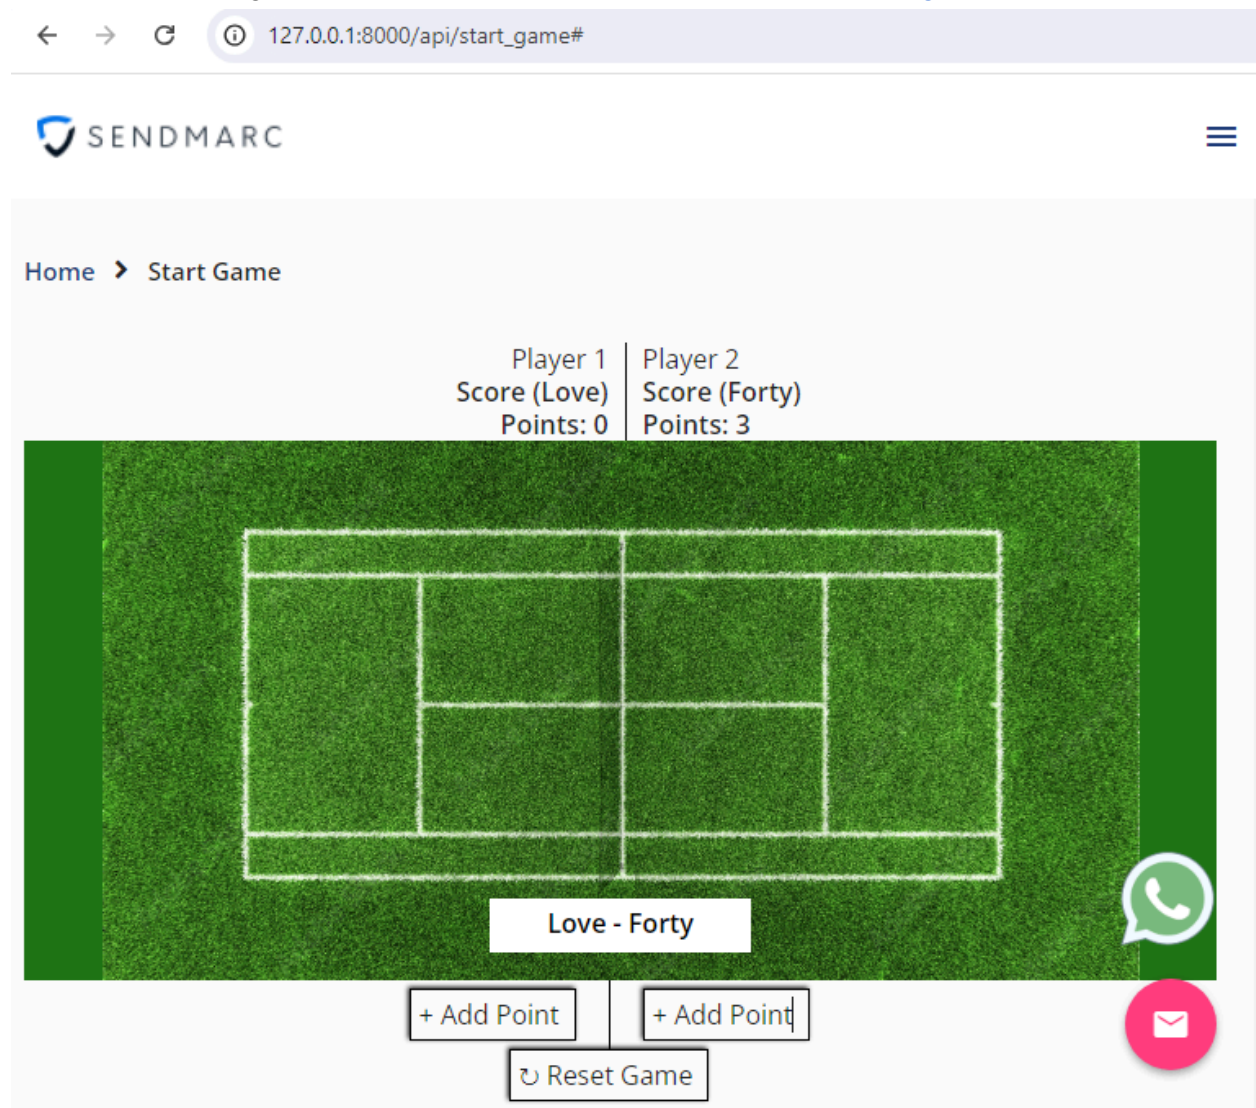 127.0.0.1:8000/api/start_game#
SENDMARC
Home > Start Game
Player 1
Score (Love)
Points: 0
Player 2
Score (Forty)
Points: 3
Love - Forty
+ Add Point
+ Add Point
↻ Reset Game